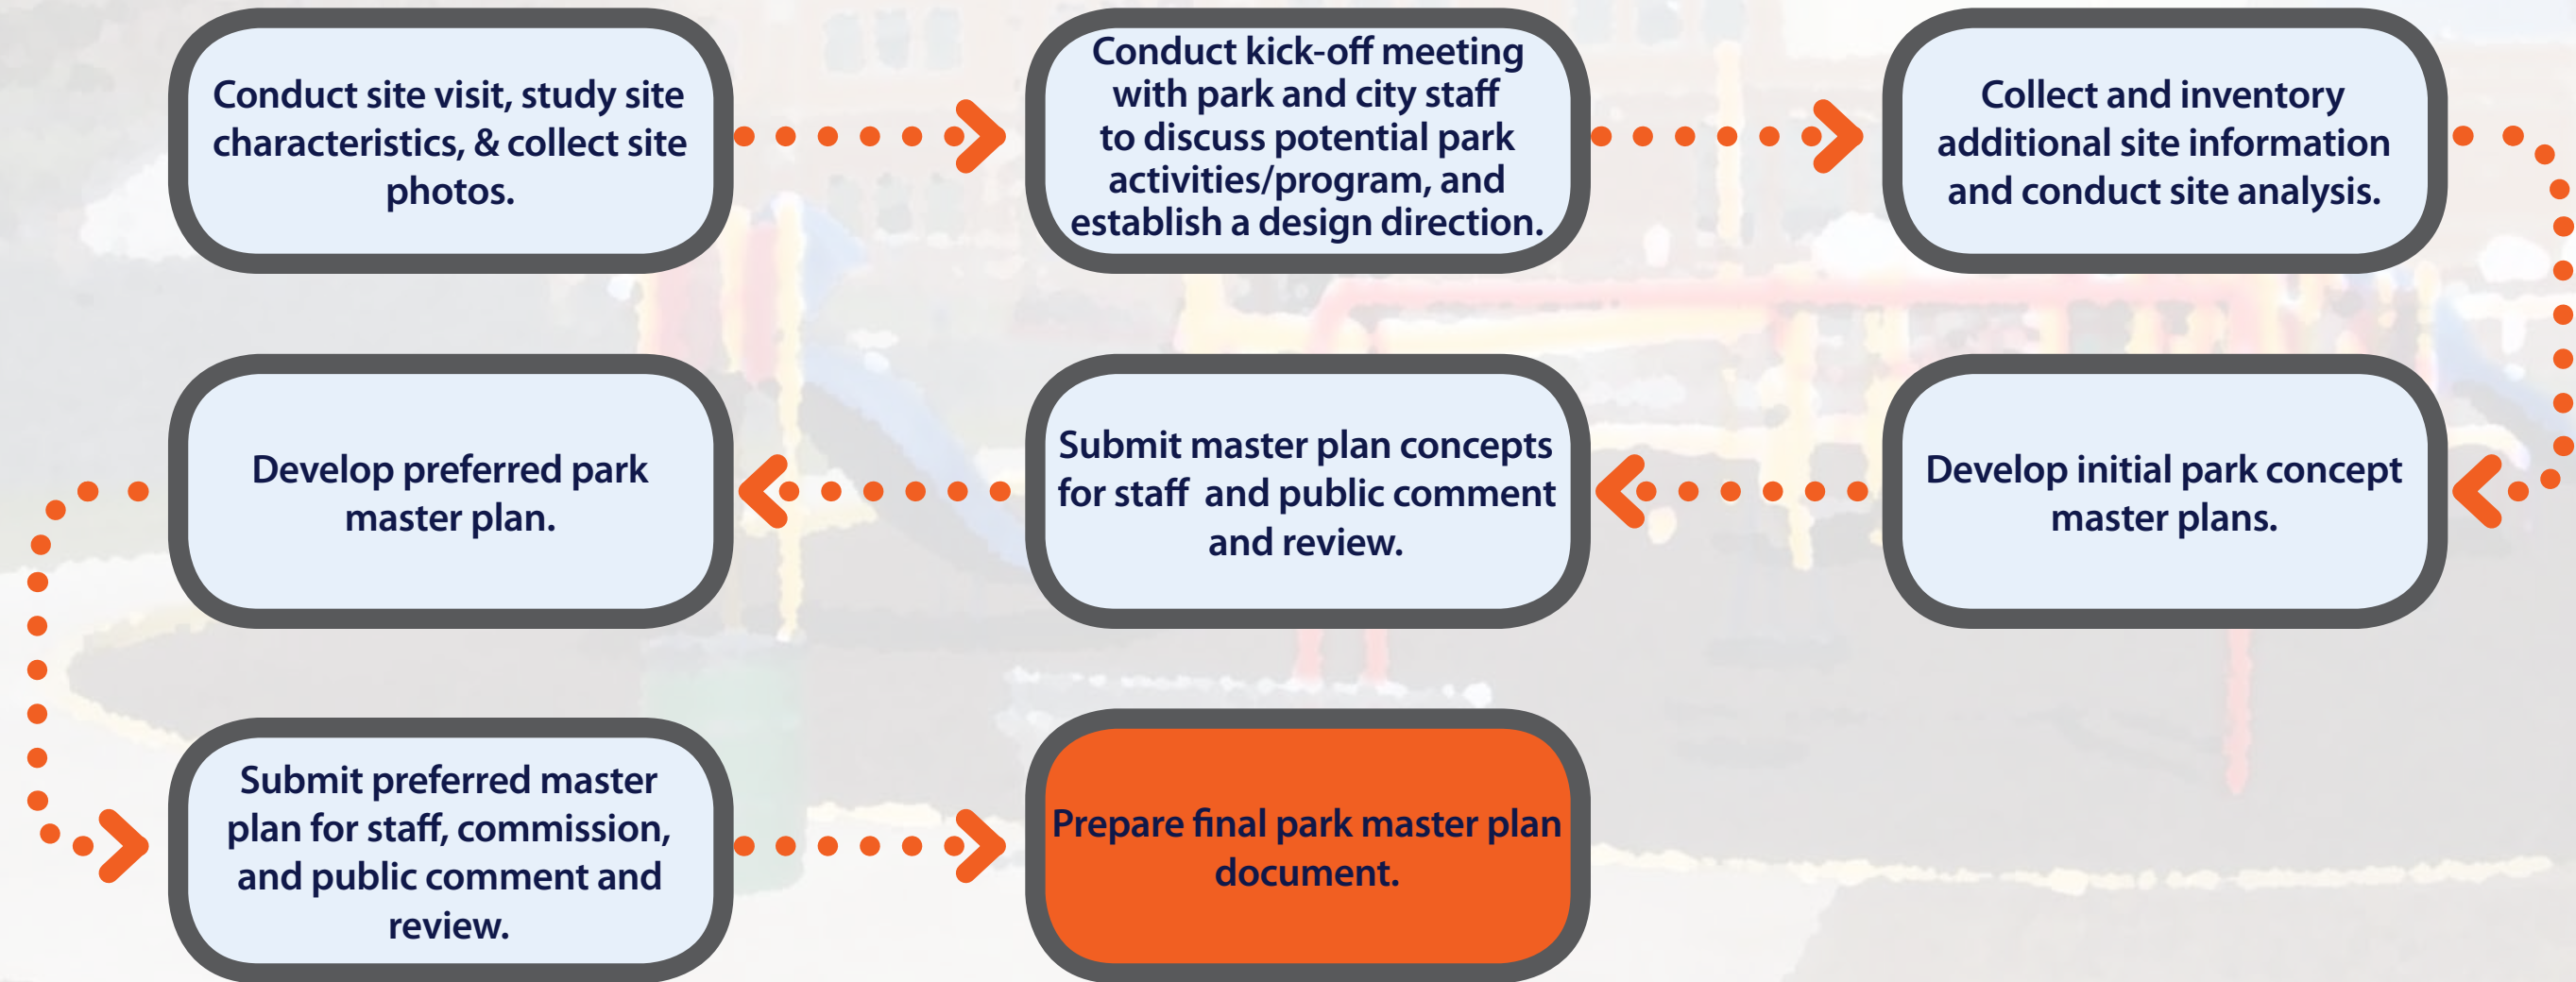 Conduct site visit, study site
characteristics, & collect site
photos.
Conduct kick-off meeting
with park and city staff
to discuss potential park
activities/program, and
establish a design direction.
Collect and inventory
additional site information
and conduct site analysis.
Develop initial park concept
master plans.
Submit master plan concepts
for staff and public comment
and review.
Develop preferred park
master plan.
Submit preferred master
plan for staff, commission,
and public comment and
review.
Prepare final park master plan
document.